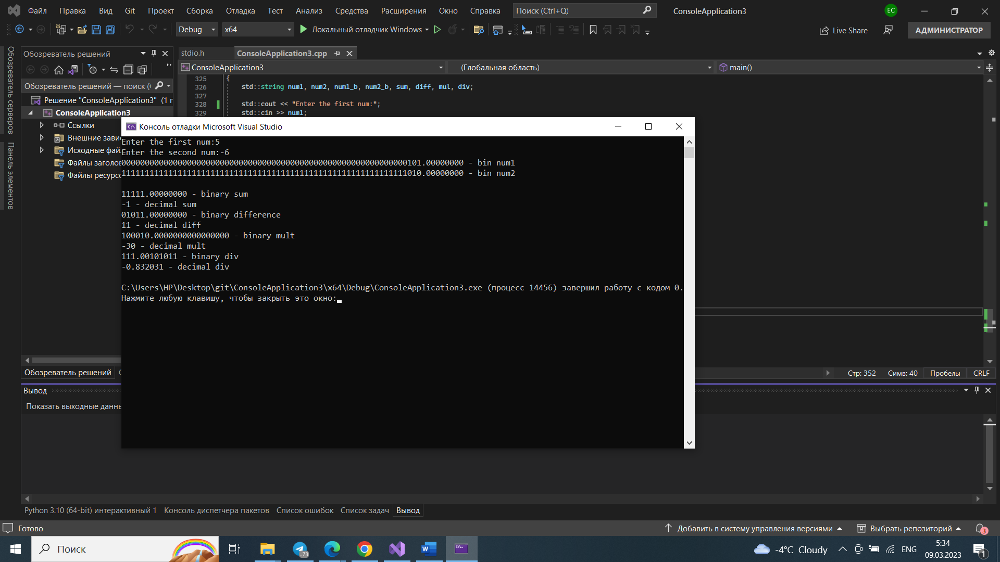 Файл Правка Вид Git Проект Сборка Отладка Тест Анализ Средства Расширения Окно Справка Поиск (Ctrl+Q) ConsoleApplication3 EC
Debug x64 Локальный отладчик Windows Live Share АДМИНИСТРАТОР
Обозреватель серверов
Панель элементов
Обозреватель решений
Обозреватель решений — поиск (
Решение "ConsoleApplication3" (1
ConsoleApplication3
Ссылки
Внешние зави
Исходные фай
Файлы заголо
Файлы ресурс
Обозреватель решений
stdio.h ConsoleApplication3.cpp
ConsoleApplication3 (Глобальная область) main()
325 {
326 std::string num1, num2, num1_b, num2_b, sum, diff, mul, div;
327
328 std::cout << "Enter the first num:";
329 std::cin >> num1;
Консоль отладки Microsoft Visual Studio
Enter the first num:5
Enter the second num:-6
0000000000000000000000000000000000000000000000000000000000000101.00000000 - bin num1
1111111111111111111111111111111111111111111111111111111111111010.00000000 - bin num2
11111.00000000 - binary sum
-1 - decimal sum
01011.00000000 - binary difference
11 - decimal diff
100010.0000000000000000 - binary mult
-30 - decimal mult
111.00101011 - binary div
-0.832031 - decimal div
C:\Users\HP\Desktop\git\ConsoleApplication3\x64\Debug\ConsoleApplication3.exe (процесс 14456) завершил работу с кодом 0.
Нажмите любую клавишу, чтобы закрыть это окно:
Стр: 352 Симв: 40 Пробелы CRLF
Вывод
Показать выходные данн
Python 3.10 (64-bit) интерактивный 1 Консоль диспетчера пакетов Список ошибок Список задач Вывод
Готово Добавить в систему управления версиями Выбрать репозиторий 3
Поиск ..73 -4°C Cloudy ENG 5:34
09.03.2023 1